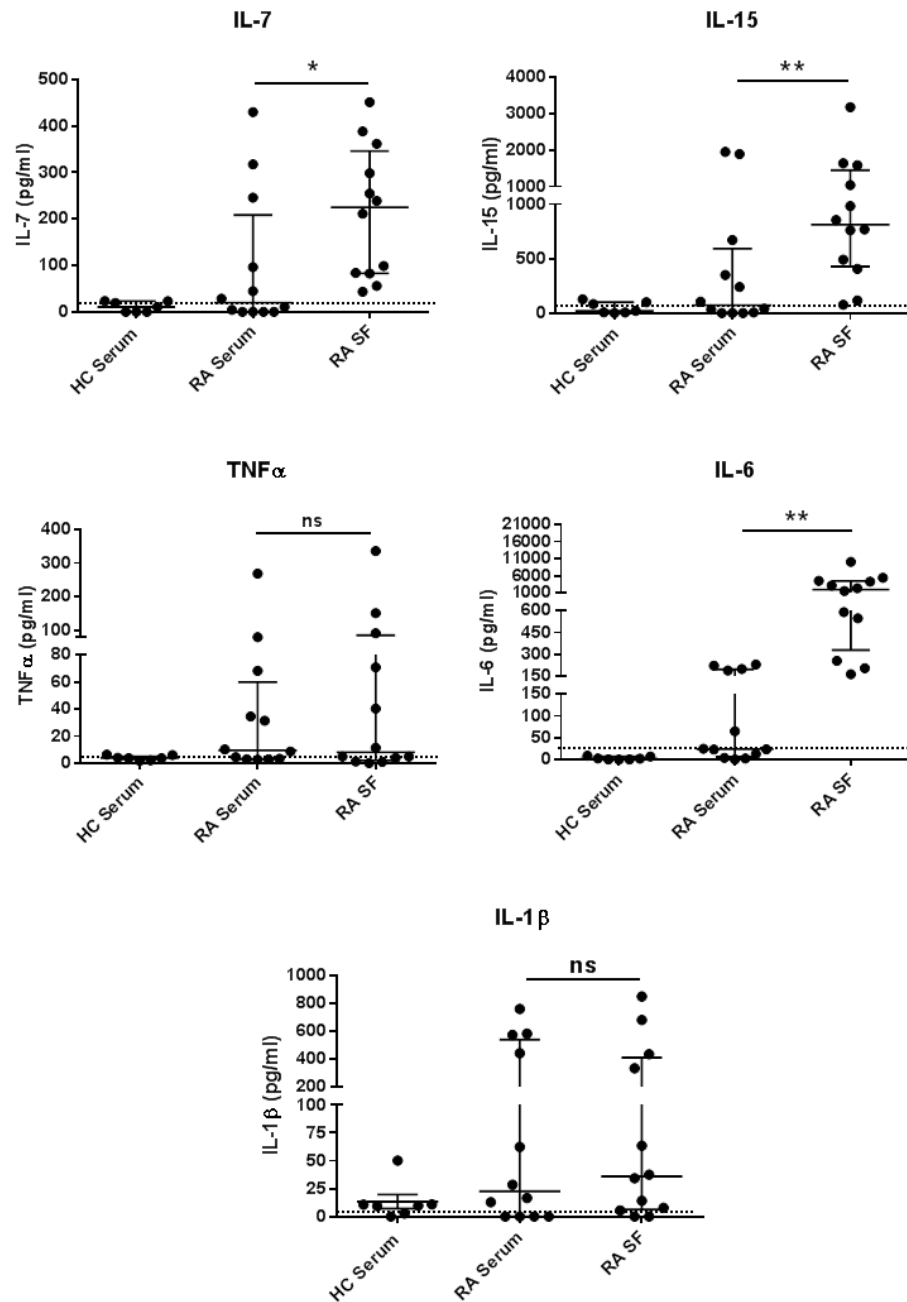 IL-7
*
500
400
300
200
100
0
IL-7 (pg/ml)
HC Serum
RA Serum
RA SF
IL-15
**
4000
3000
2000
1000
1000
500
0
IL-15 (pg/ml)
HC Serum
RA Serum
RA SF
TNFα
ns
400
300
200
100
80
60
40
20
0
TNFα (pg/ml)
HC Serum
RA Serum
RA SF
IL-6
**
21000
16000
11000
6000
1000
600
450
300
150
150
100
50
0
IL-6 (pg/ml)
HC Serum
RA Serum
RA SF
IL-1β
ns
1000
800
600
400
200
100
75
50
25
0
IL-1β (pg/ml)
HC Serum
RA Serum
RA SF